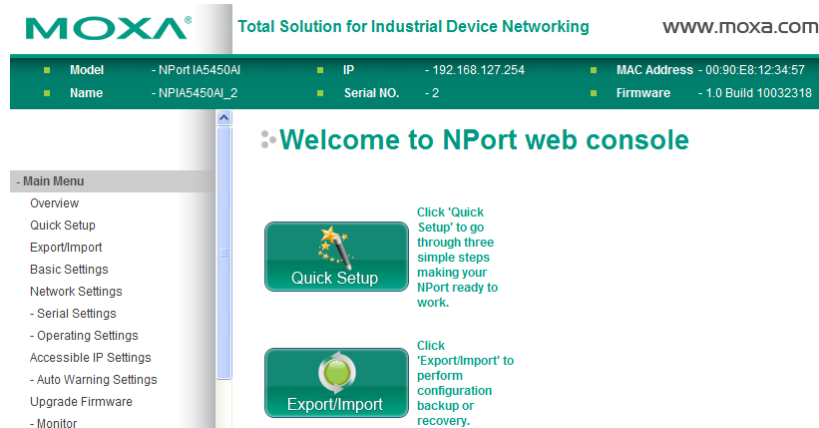 MOXA®
Total Solution for Industrial Device Networking
www.moxa.com
Model - NPort IA5450AI
IP - 192.168.127.254
MAC Address - 00:90:E8:12:34:57
Name - NPIA5450AI_2
Serial NO. - 2
Firmware - 1.0 Build 10032318
Welcome to NPort web console
- Main Menu
Overview
Quick Setup
Export/Import
Basic Settings
Network Settings
- Serial Settings
- Operating Settings
Accessible IP Settings
- Auto Warning Settings
Upgrade Firmware
- Monitor
Quick Setup
Click 'Quick
Setup' to go
through three
simple steps
making your
NPort ready to
work.
Export/Import
Click
'Export/Import' to
perform
configuration
backup or
recovery.